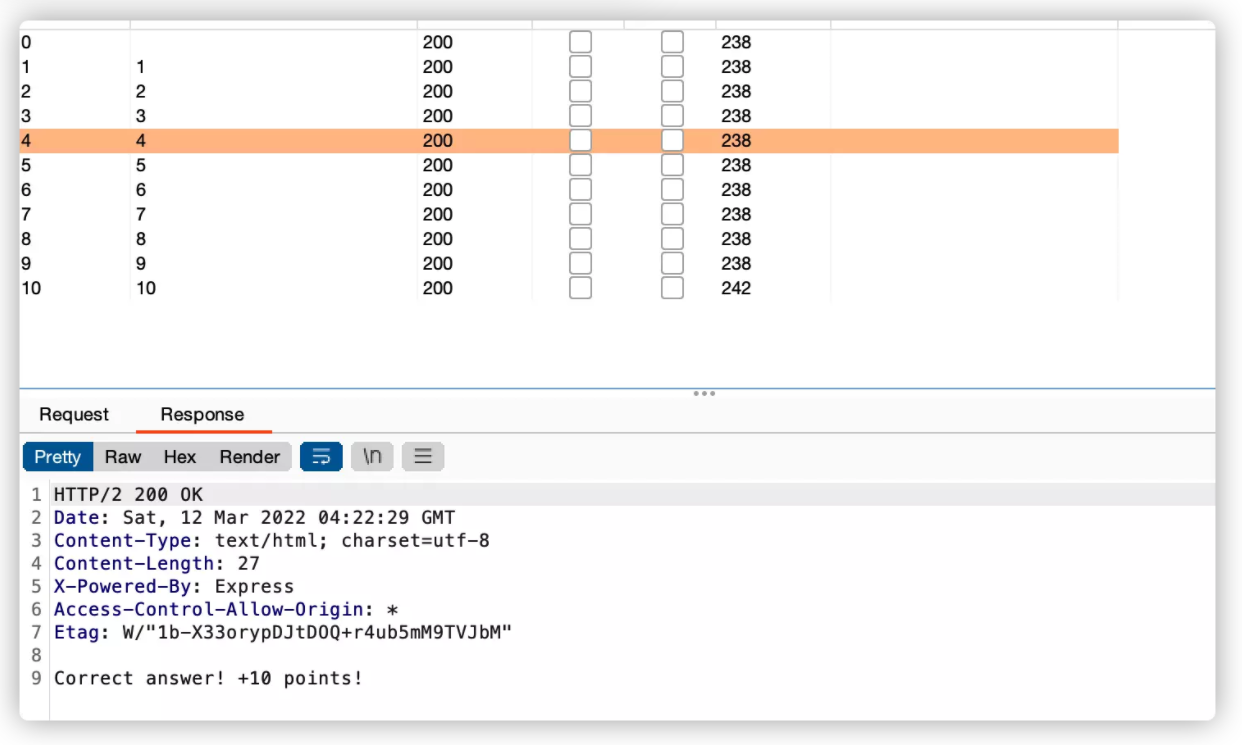 0 200 238
1 1 200 238
2 2 200 238
3 3 200 238
4 4 200 238
5 5 200 238
6 6 200 238
7 7 200 238
8 8 200 238
9 9 200 238
10 10 200 242
Request Response
Pretty Raw Hex Render \n
1 HTTP/2 200 OK
2 Date: Sat, 12 Mar 2022 04:22:29 GMT
3 Content-Type: text/html; charset=utf-8
4 Content-Length: 27
5 X-Powered-By: Express
6 Access-Control-Allow-Origin: *
7 Etag: W/"1b-X33orypDJtDOQ+r4ub5mM9TVJbM"
8
9 Correct answer! +10 points!